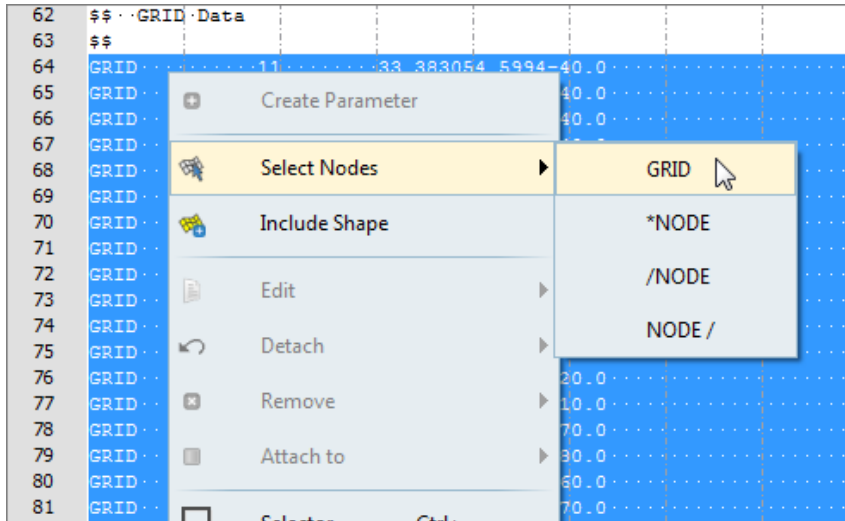 62 $$··GRID·Data
63 $$
64 GRID············11········33.383054.5994-40.0
65 GRID·· 40.0
66 GRID·· 40.0
67 GRID··
68 GRID··
69 GRID··
70 GRID··
71 GRID··
72 GRID··
73 GRID··
74 GRID··
75 GRID··
76 GRID·· 20.0
77 GRID·· 10.0
78 GRID·· 70.0
79 GRID·· 30.0
80 GRID·· 60.0
81 GRID·· 70.0
Create Parameter
Select Nodes
Include Shape
Edit
Detach
Remove
Attach to
GRID
*NODE
/NODE
NODE /